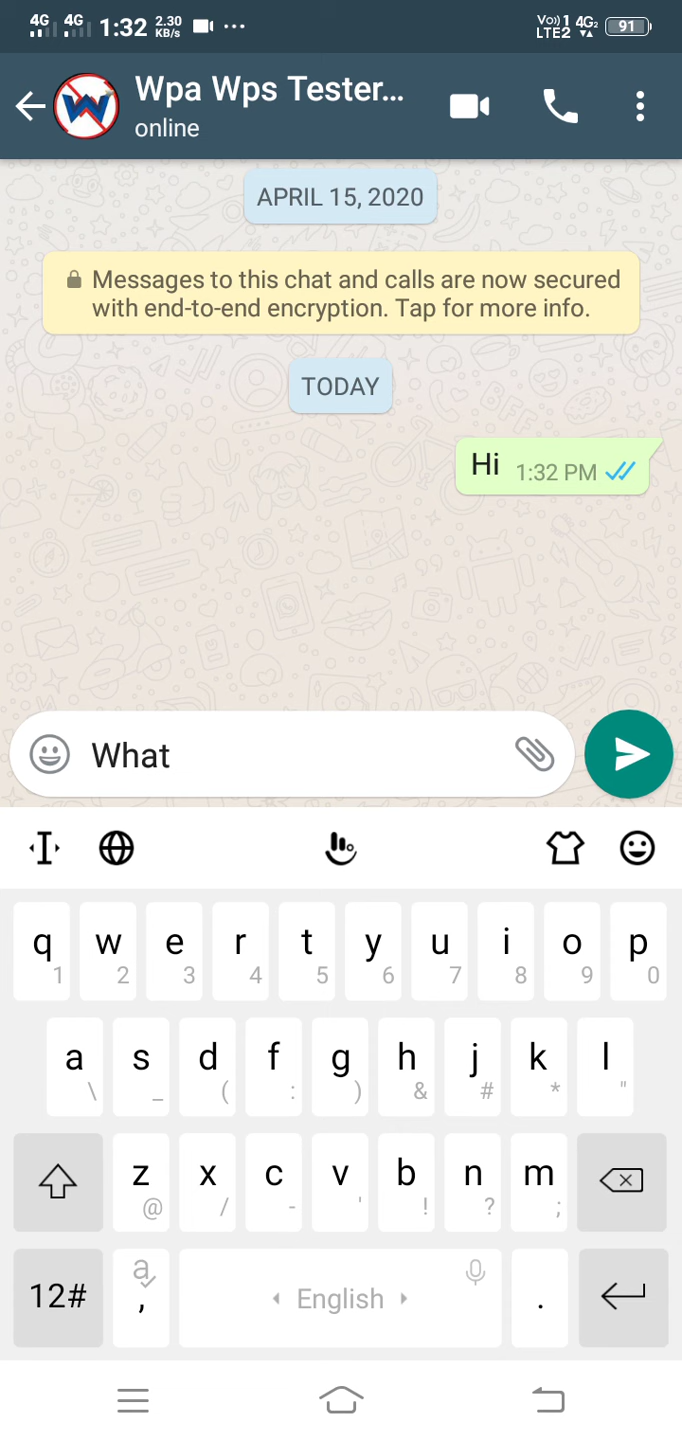 4G 4G 1:32 2.30 KB/s ... Vo)) 1 LTE2 4G2 91
Wpa Wps Tester...
online
APRIL 15, 2020
Messages to this chat and calls are now secured
with end-to-end encryption. Tap for more info.
TODAY
Hi 1:32 PM
What
q w e r t y u i o p
1 2 3 4 5 6 7 8 9 0
a s d f g h j k l
\ _ ( : ) & # * "
z x c v b n m
@ / - ' ! ? ;
12# a , English .